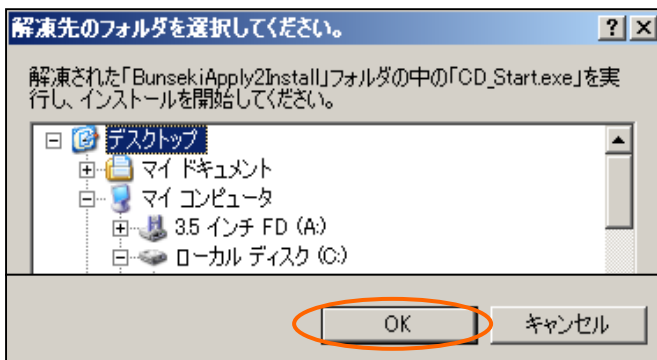 解凍先のフォルダを選択してください。
解凍された「BunsekiApply2Install」フォルダの中の「CD_Start.exe」を実
行し、インストールを開始してください。
デスクトップ
マイ ドキュメント
マイ コンピュータ
3.5 インチ FD (A:)
ローカル ディスク (C:)
OK キャンセル